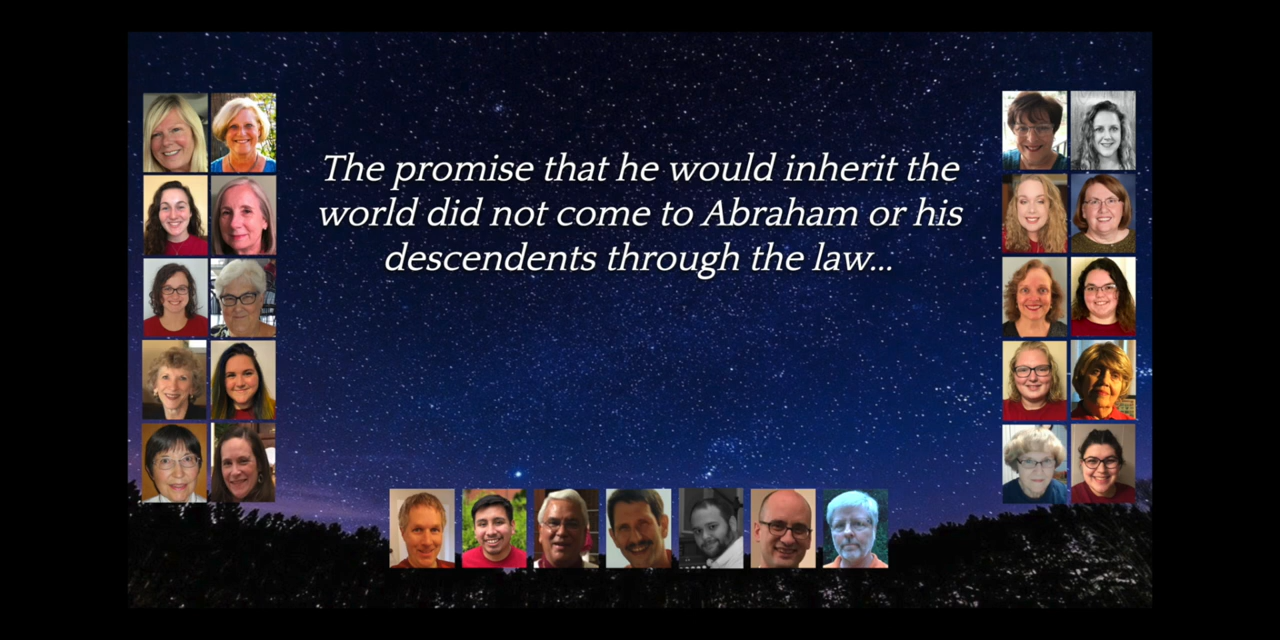 The promise that he would inherit the
world did not come to Abraham or his
descendents through the law...